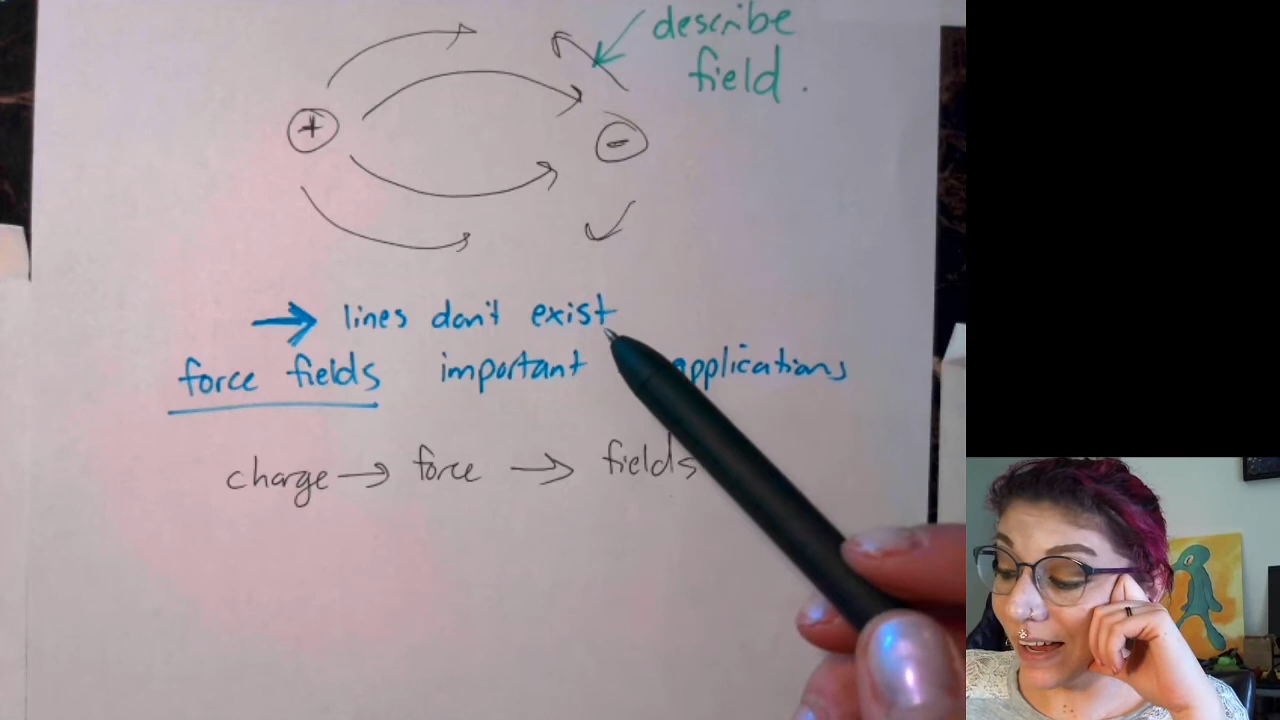 describe
field.
+
-
→ lines don't exist
force fields important applications
charge → force → fields